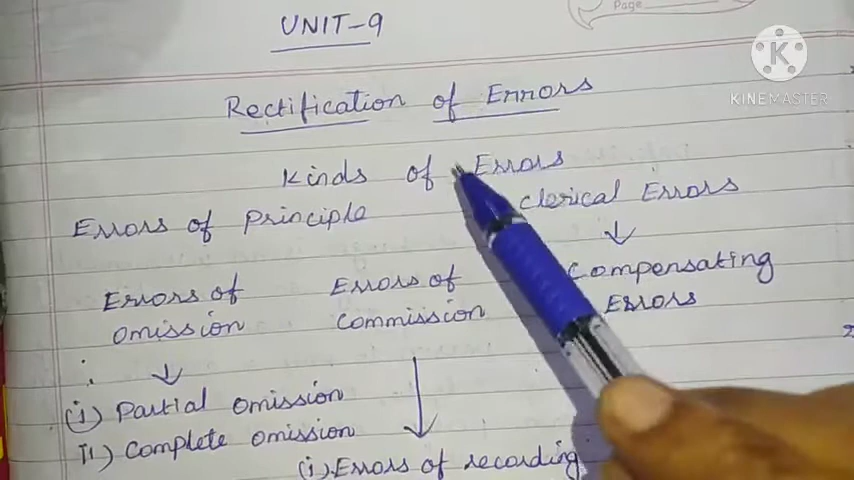 Page
UNIT-9
K
KINEMASTER
Rectification of Errors
Kinds of Errors
Errors of Principle
Clerical Errors
Errors of omission
Errors of Commission
Compensating Errors
(i) Partial omission
ii) Complete omission
(i). Errors of recording